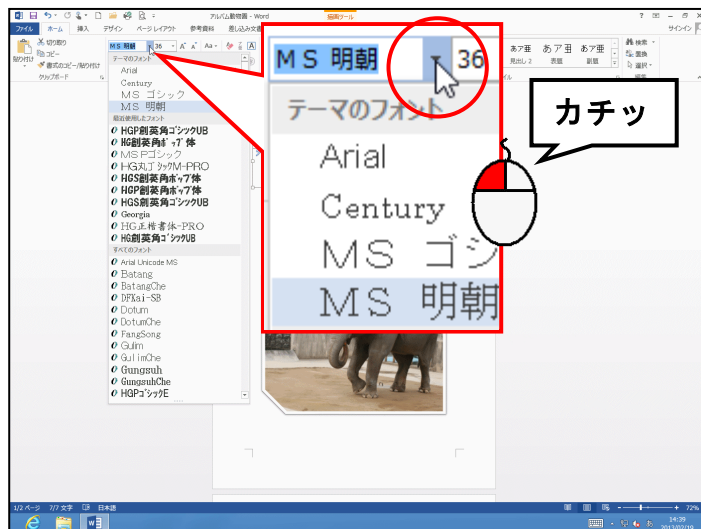 アルバム動物園 - Word
描画ツール
サインイン
ファイル ホーム 挿入 デザイン ページ レイアウト 参考資料 差し込み文書
切り取り
コピー
書式のコピー/貼り付け
貼り付け
クリップボード
ＭＳ 明朝 36
テーマのフォント
Arial
Century
ＭＳ ゴシック
ＭＳ 明朝
最近使用したフォント
HGP創英角ゴシックUB
HG創英角ポップ体
ＭＳ Ｐゴシック
HG丸ゴシックM-PRO
HGS創英角ポップ体
HGP創英角ポップ体
HGS創英角ゴシックUB
Georgia
HG正楷書体-PRO
HG創英角ゴシックUB
すべてのフォント
Arial Unicode MS
Batang
BatangChe
DFKai-SB
Dotum
DotumChe
FangSong
Gulim
GulimChe
Gungsuh
GungsuhChe
HGPゴシックE
ＭＳ 明朝 36
テーマのフォント
Arial
Century
ＭＳ ゴシ
ＭＳ 明朝
カチッ
あア亜 あア亜 あア亜
見出し 2 表題 副題
検索
置換
選択
編集
1/2 ページ 7/7 文字 日本語
72%
14:39
2013/02/19